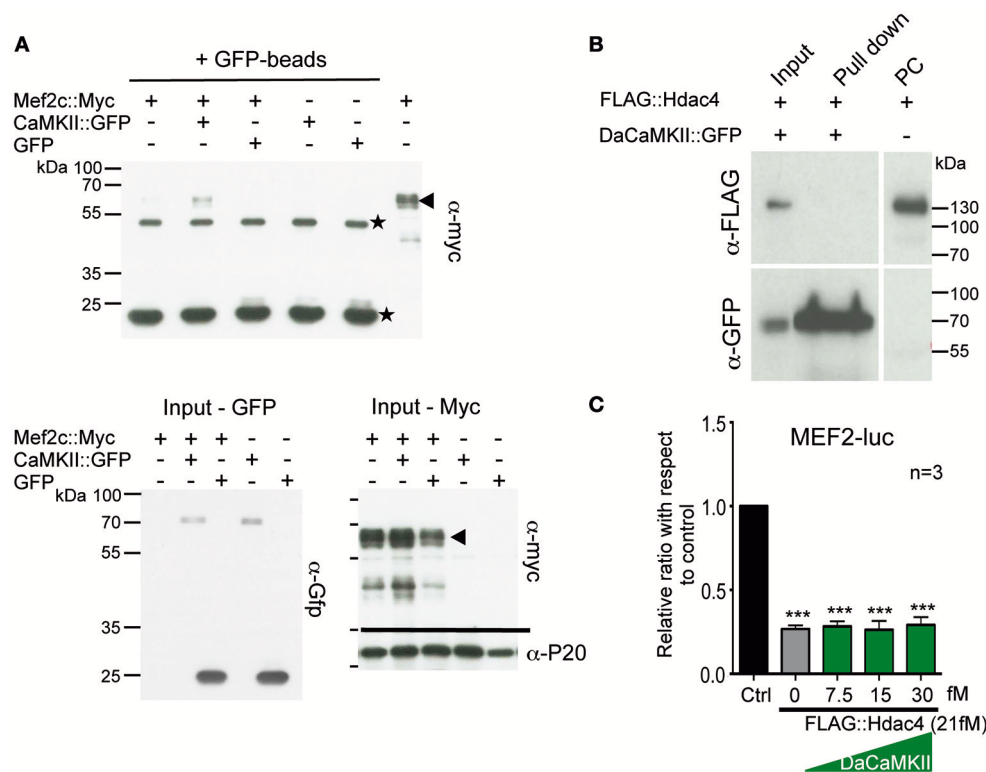 A
+ GFP-beads
Mef2c::Myc + + + - - +
CaMKII::GFP - + - + - -
GFP - - + - + -
kDa 100
70
55
35
25
α-myc
B
Input Pull down PC
FLAG::Hdac4 + + +
DaCaMKII::GFP + + -
kDa
α-FLAG
130
100
70
α-GFP
100
70
55
Input - GFP
Mef2c::Myc + + + - -
CaMKII::GFP - + - + -
GFP - - + - +
kDa 100
70
55
35
25
α-Gfp
Input - Myc
+ + + - -
- + - + -
- - + - +
α-myc
α-P20
C
MEF2-luc
n=3
Relative ratio with respect
to control
1.5
1.0
0.5
0.0
*** *** *** ***
Ctrl 0 7.5 15 30 fM
FLAG::Hdac4 (21fM)
DaCaMKII